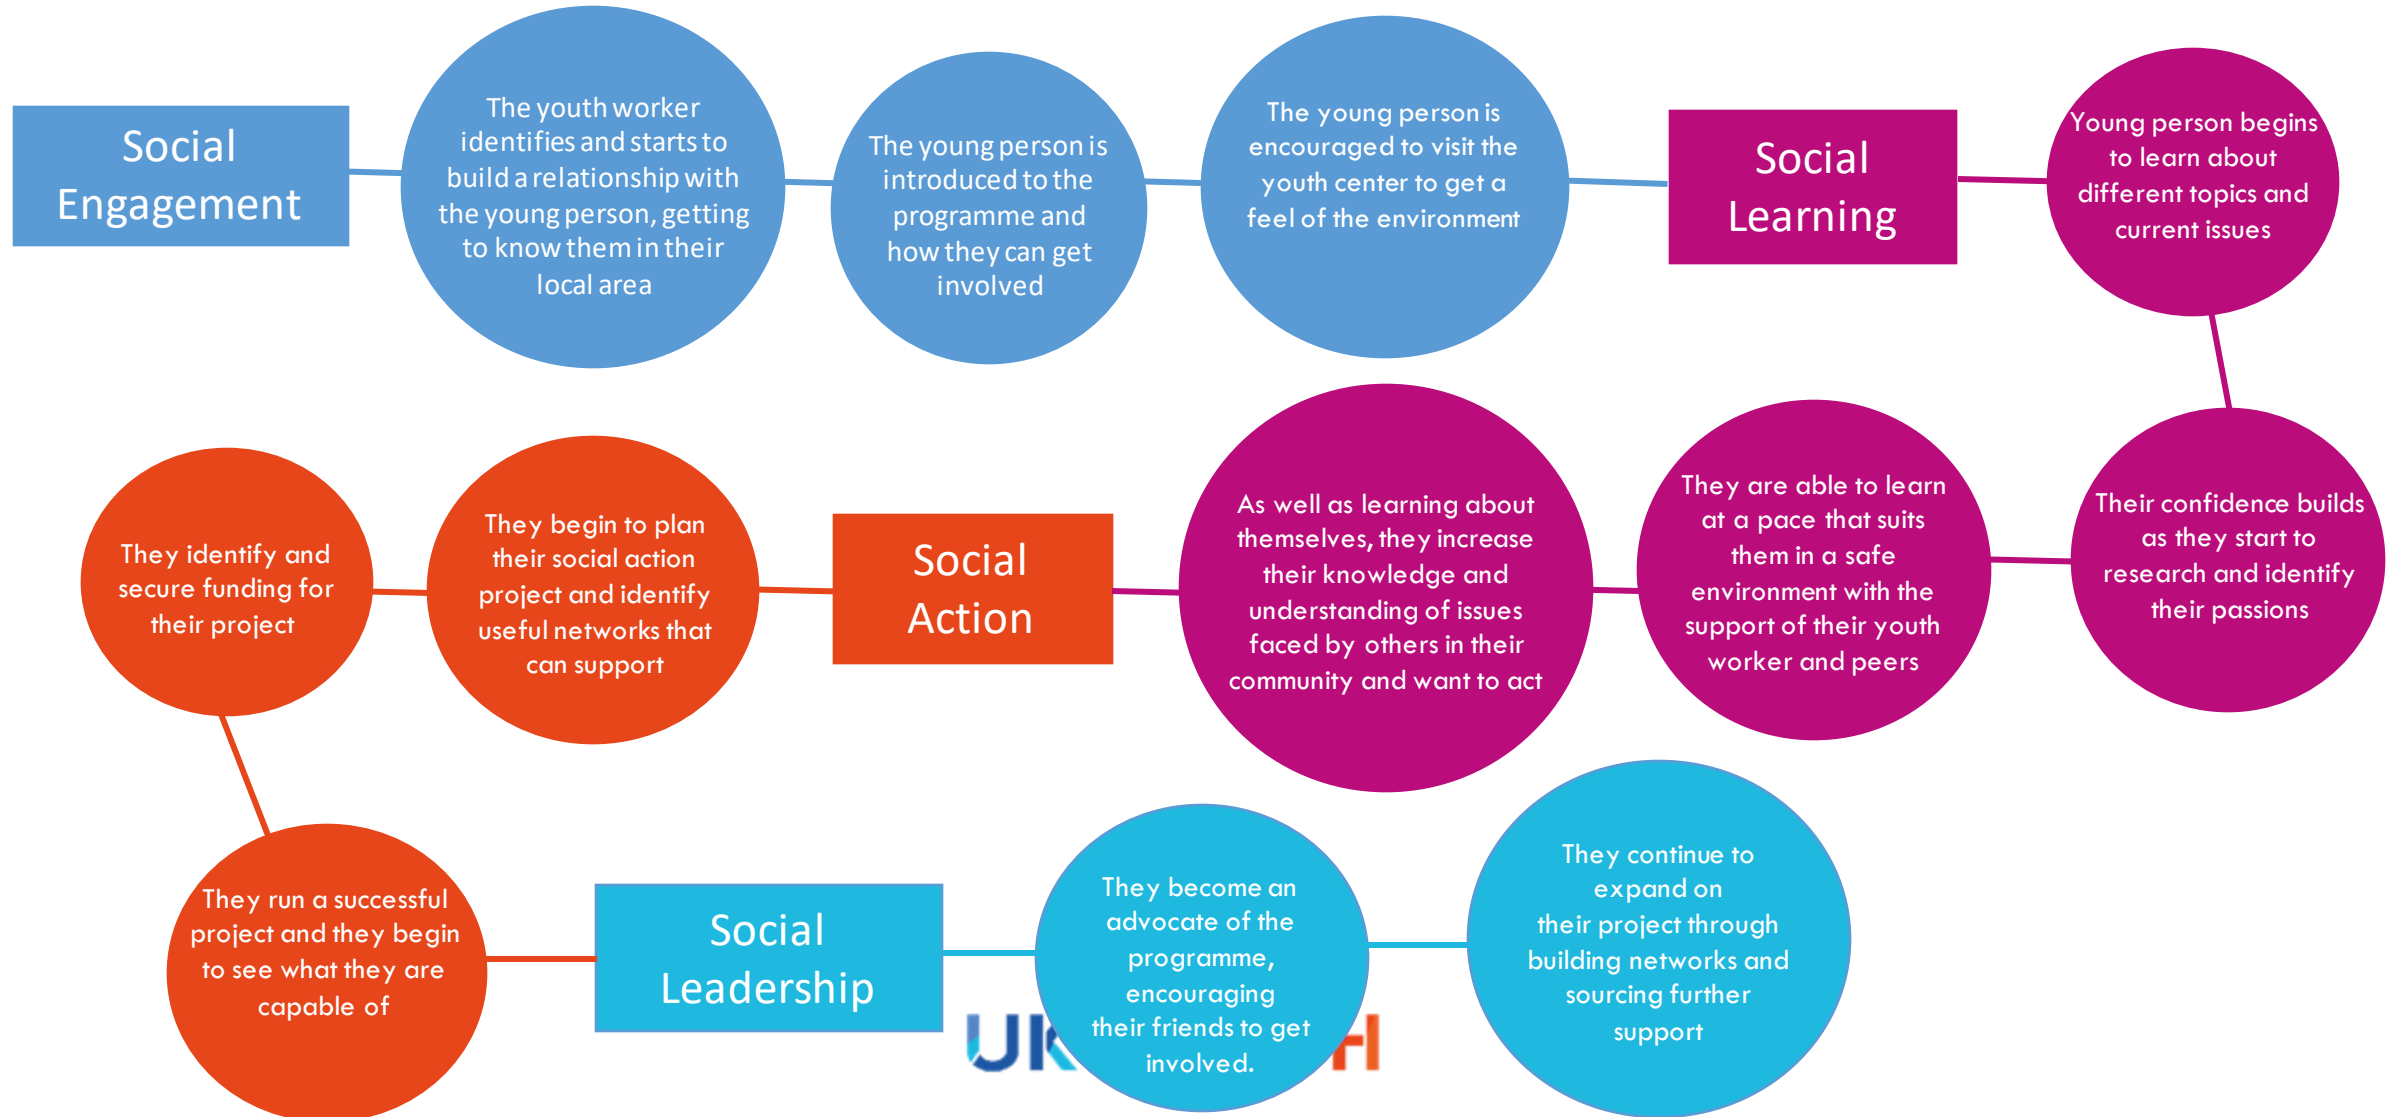 Social
Engagement
The youth worker
identifies and starts to
build a relationship with
the young person, getting
to know them in their
local area
The young person is
introduced to the
programme and
how they can get
involved
The young person is
encouraged to visit the
youth center to get a
feel of the environment
Social
Learning
Young person begins
to learn about
different topics and
current issues
Their confidence builds
as they start to
research and identify
their passions
They are able to learn
at a pace that suits
them in a safe
environment with the
support of their youth
worker and peers
As well as learning about
themselves, they increase
their knowledge and
understanding of issues
faced by others in their
community and want to act
Social
Action
They begin to plan
their social action
project and identify
useful networks that
can support
They identify and
secure funding for
their project
They run a successful
project and they begin
to see what they are
capable of
Social
Leadership
They become an
advocate of the
programme,
encouraging
their friends to get
involved.
They continue to
expand on
their project through
building networks and
sourcing further
support
UK